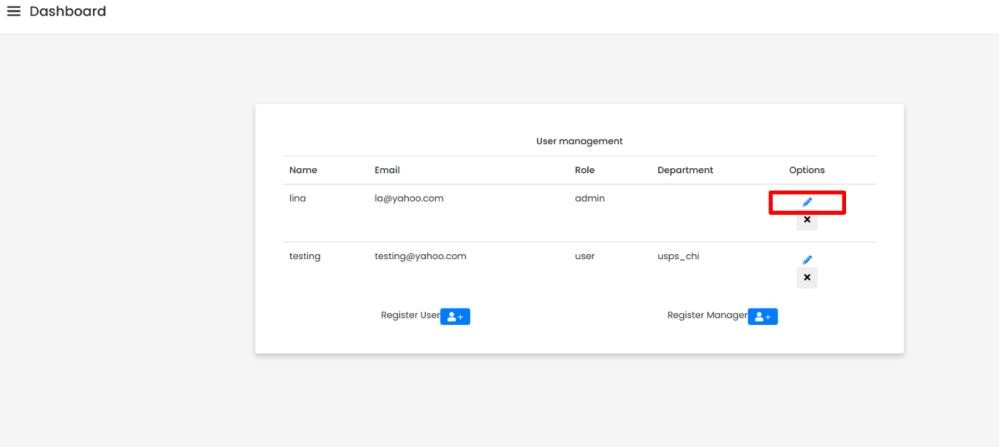 Dashboard
User management
Name Email Role Department Options
lina la@yahoo.com admin
testing testing@yahoo.com user usps_chi
Register User Register Manager